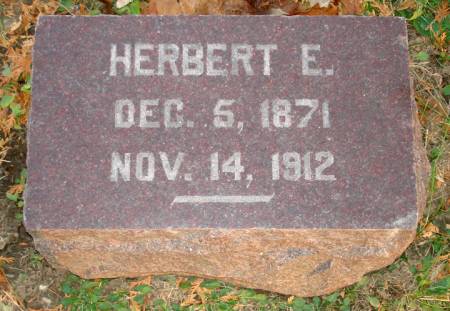 HERBERT E.
DEC. 5, 1871
NOV. 14, 1912